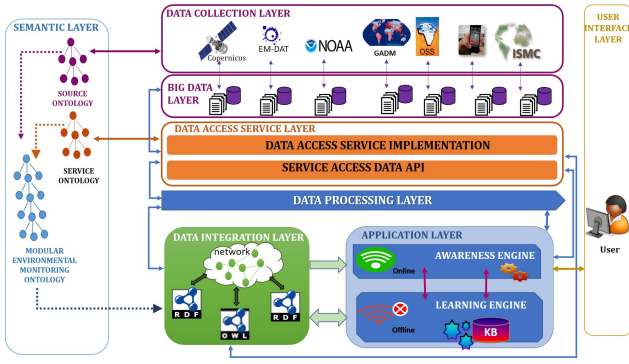 SEMANTIC LAYER
SOURCE
ONTOLOGY
SERVICE
ONTOLOGY
MODULAR
ENVIRONMENTAL
MONITORING
ONTOLOGY
DATA COLLECTION LAYER
Copernicus
EM-DAT
NOAA
GADM
OSS
ISMC
BIG DATA
LAYER
DATA ACCESS SERVICE LAYER
DATA ACCESS SERVICE IMPLEMENTATION
SERVICE ACCESS DATA API
DATA PROCESSING LAYER
DATA INTEGRATION LAYER
network
RDF
OWL
RDF
APPLICATION LAYER
Online
AWARENESS ENGINE
LEARNING ENGINE
Offline
KB
USER
INTERFACE
LAYER
User